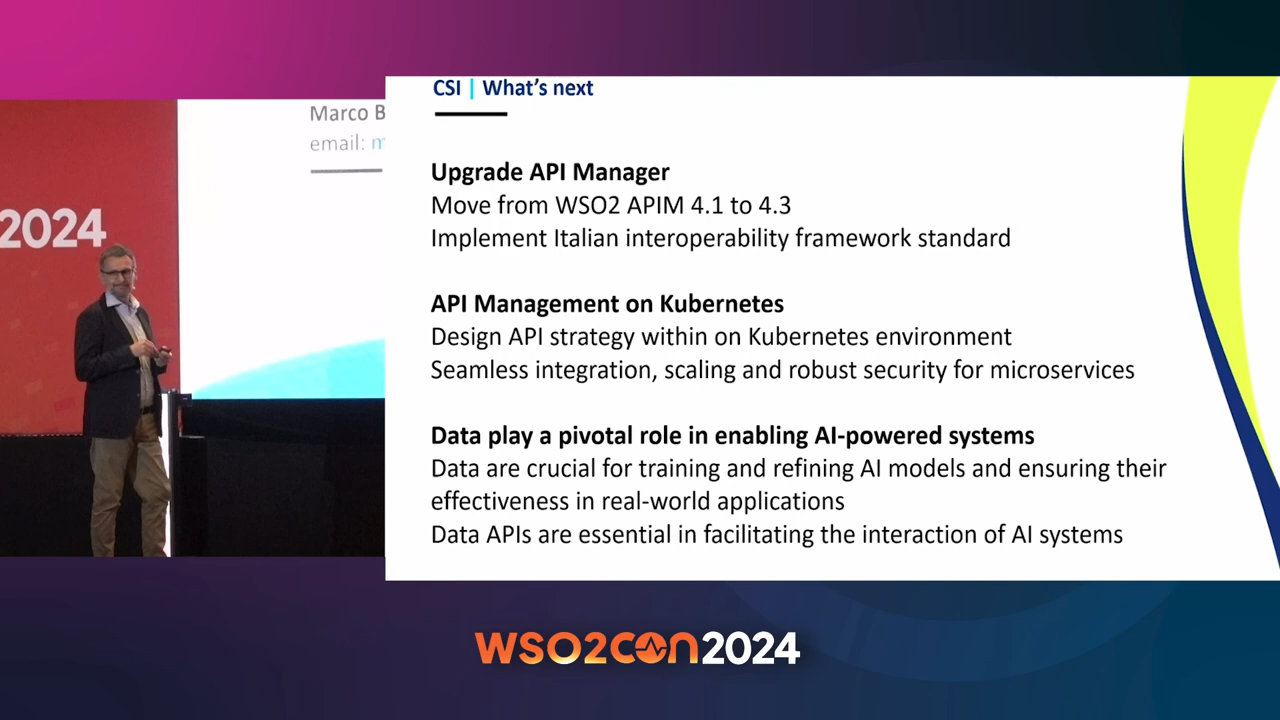 2024
Marco B
email: m
CSI | What's next
Upgrade API Manager
Move from WSO2 APIM 4.1 to 4.3
Implement Italian interoperability framework standard
API Management on Kubernetes
Design API strategy within on Kubernetes environment
Seamless integration, scaling and robust security for microservices
Data play a pivotal role in enabling AI-powered systems
Data are crucial for training and refining AI models and ensuring their
effectiveness in real-world applications
Data APIs are essential in facilitating the interaction of AI systems
WSO2CON2024